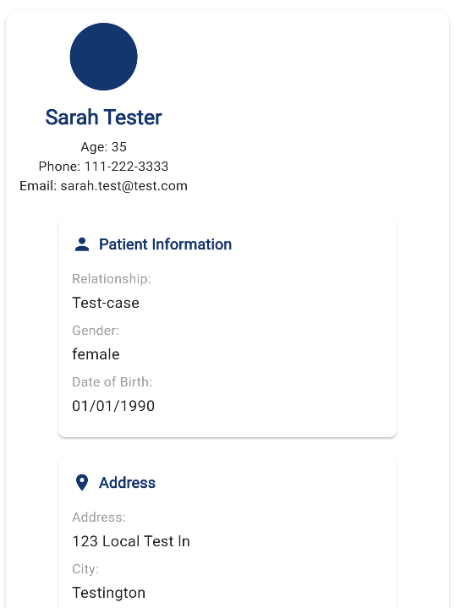 Sarah Tester
Age: 35
Phone: 111-222-3333
Email: sarah.test@test.com
Patient Information
Relationship:
Test-case
Gender:
female
Date of Birth:
01/01/1990
Address
Address:
123 Local Test ln
City:
Testington